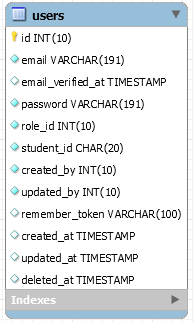 users
id INT(10)
email VARCHAR(191)
email_verified_at TIMESTAMP
password VARCHAR(191)
role_id INT(10)
student_id CHAR(20)
created_by INT(10)
updated_by INT(10)
remember_token VARCHAR(100)
created_at TIMESTAMP
updated_at TIMESTAMP
deleted_at TIMESTAMP
Indexes